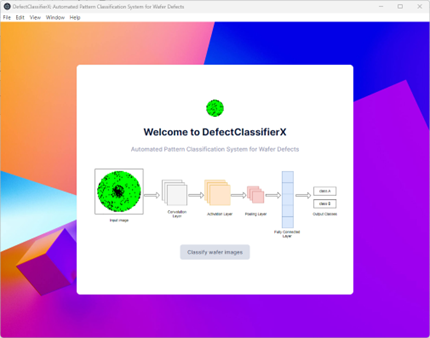 DefectClassifierX: Automated Pattern Classification System for Wafer Defects
File Edit View Window Help
Welcome to DefectClassifierX
Automated Pattern Classification System for Wafer Defects
Input Image
Convolution
Layer
Activation Layer
Pooling Layer
Fully Connected
Layer
class A
class B
Output Classes
Classify wafer images